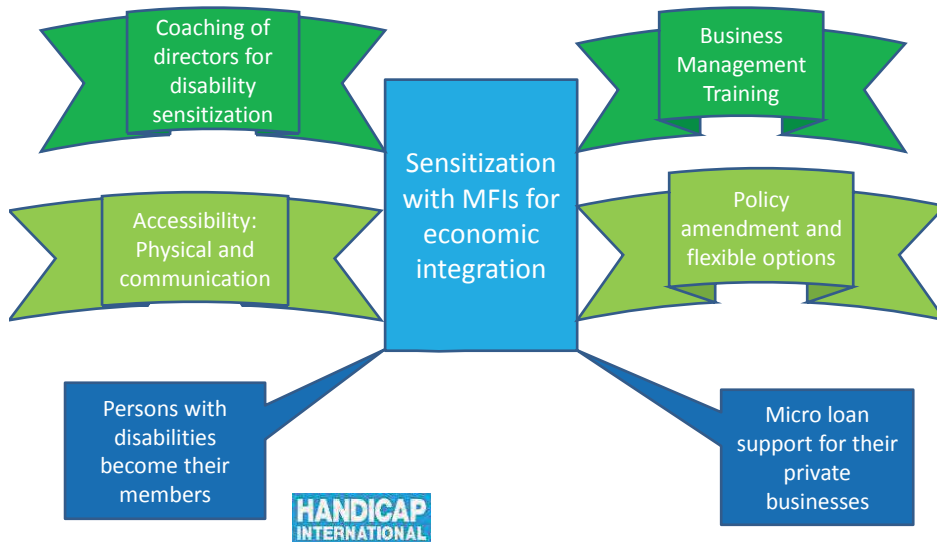 Coaching of
directors for
disability
sensitization
Business
Management
Training
Sensitization
with MFIs for
economic
integration
Accessibility:
Physical and
communication
Policy
amendment and
flexible options
Persons with
disabilities
become their
members
Micro loan
support for their
private
businesses
HANDICAP
INTERNATIONAL